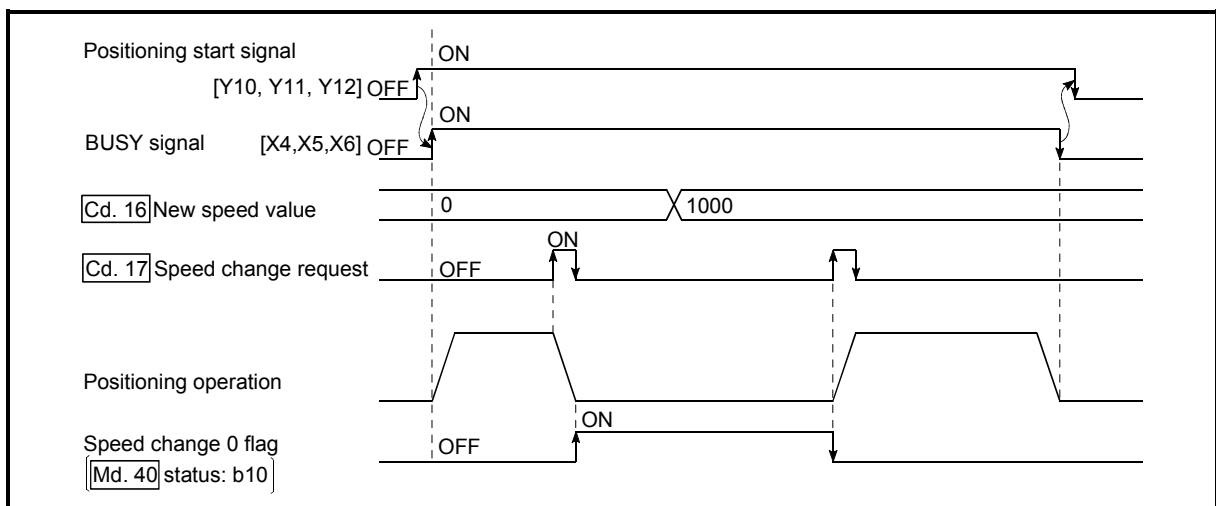 Positioning start signal
ON
[Y10, Y11, Y12] OFF
ON
BUSY signal [X4,X5,X6] OFF
Cd. 16 New speed value 0 1000
ON
Cd. 17 Speed change request OFF
Positioning operation
ON
Speed change 0 flag OFF
Md. 40 status: b10